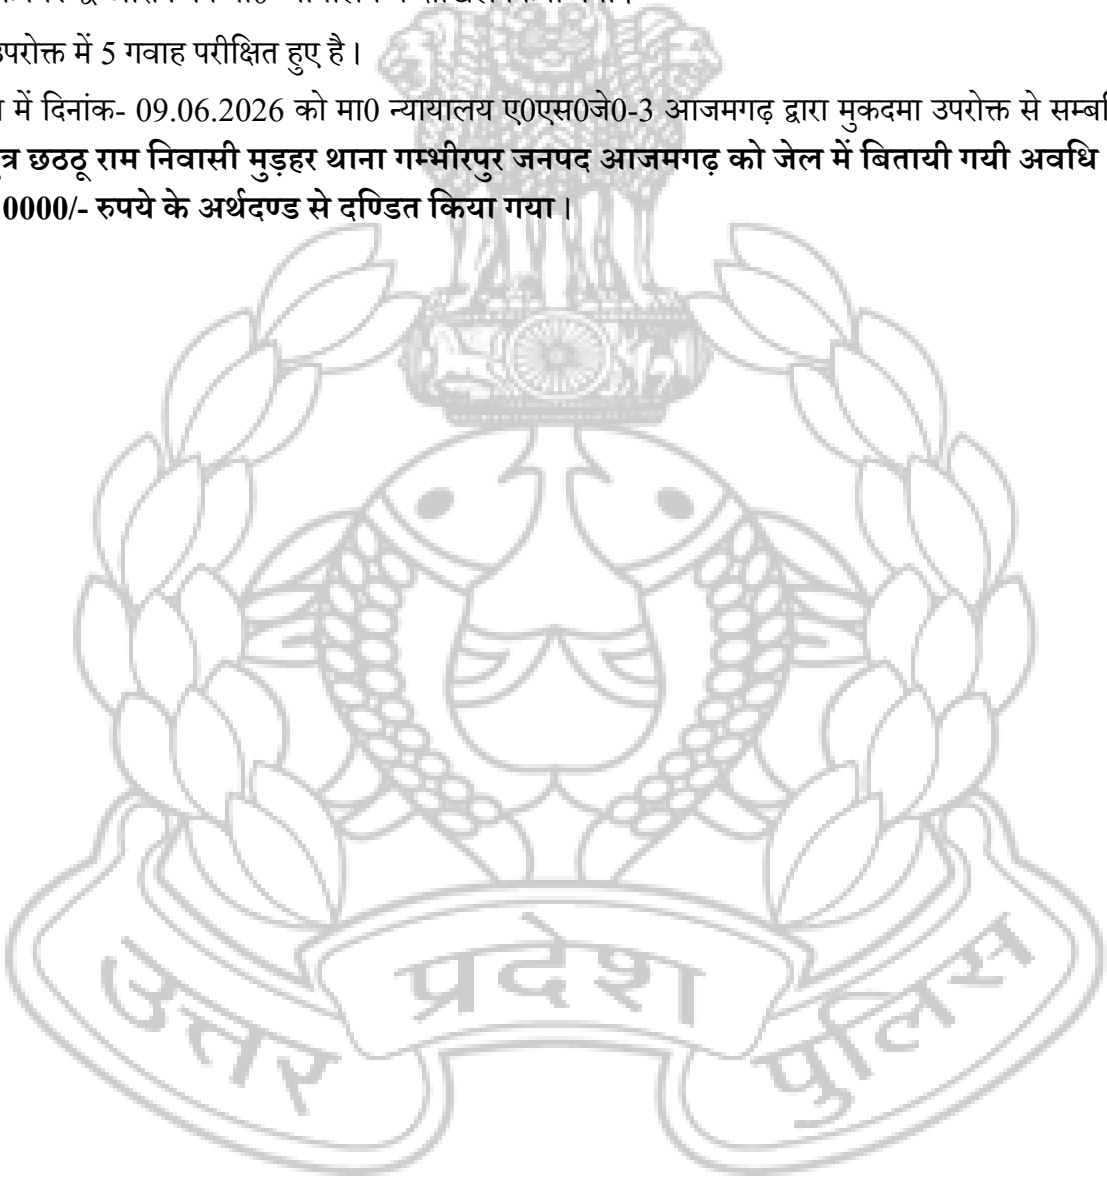 उपरोक्त में 5 गवाह परीक्षित हुए है।
में दिनांक- 09.06.2026 को मा0 न्यायालय ए0एस0जे0-3 आजमगढ़ द्वारा मुकदमा उपरोक्त से
छठठू राम निवासी मुड़हर थाना गम्भीरपुर जनपद आजमगढ़ को जेल में बितायी गयी अवधि
0000/- रुपये के अर्थदण्ड से दण्डित किया गया।
उत्तर प्रदेश पुलिस